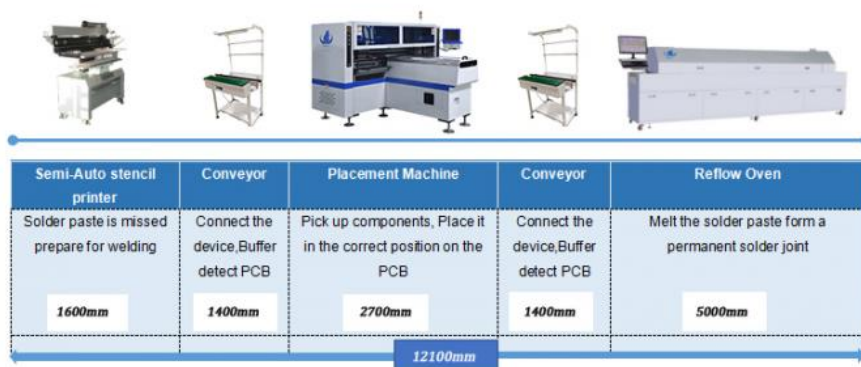 Semi-Auto stencil
printer
Conveyor
Placement Machine
Conveyor
Reflow Oven
Solder paste is missed
prepare for welding
Connect the
device,Buffer
detect PCB
Pick up components, Place it
in the correct position on the
PCB
Connect the
device,Buffer
detect PCB
Melt the solder paste form a
permanent solder joint
1600mm
1400mm
2700mm
1400mm
5000mm
12100mm